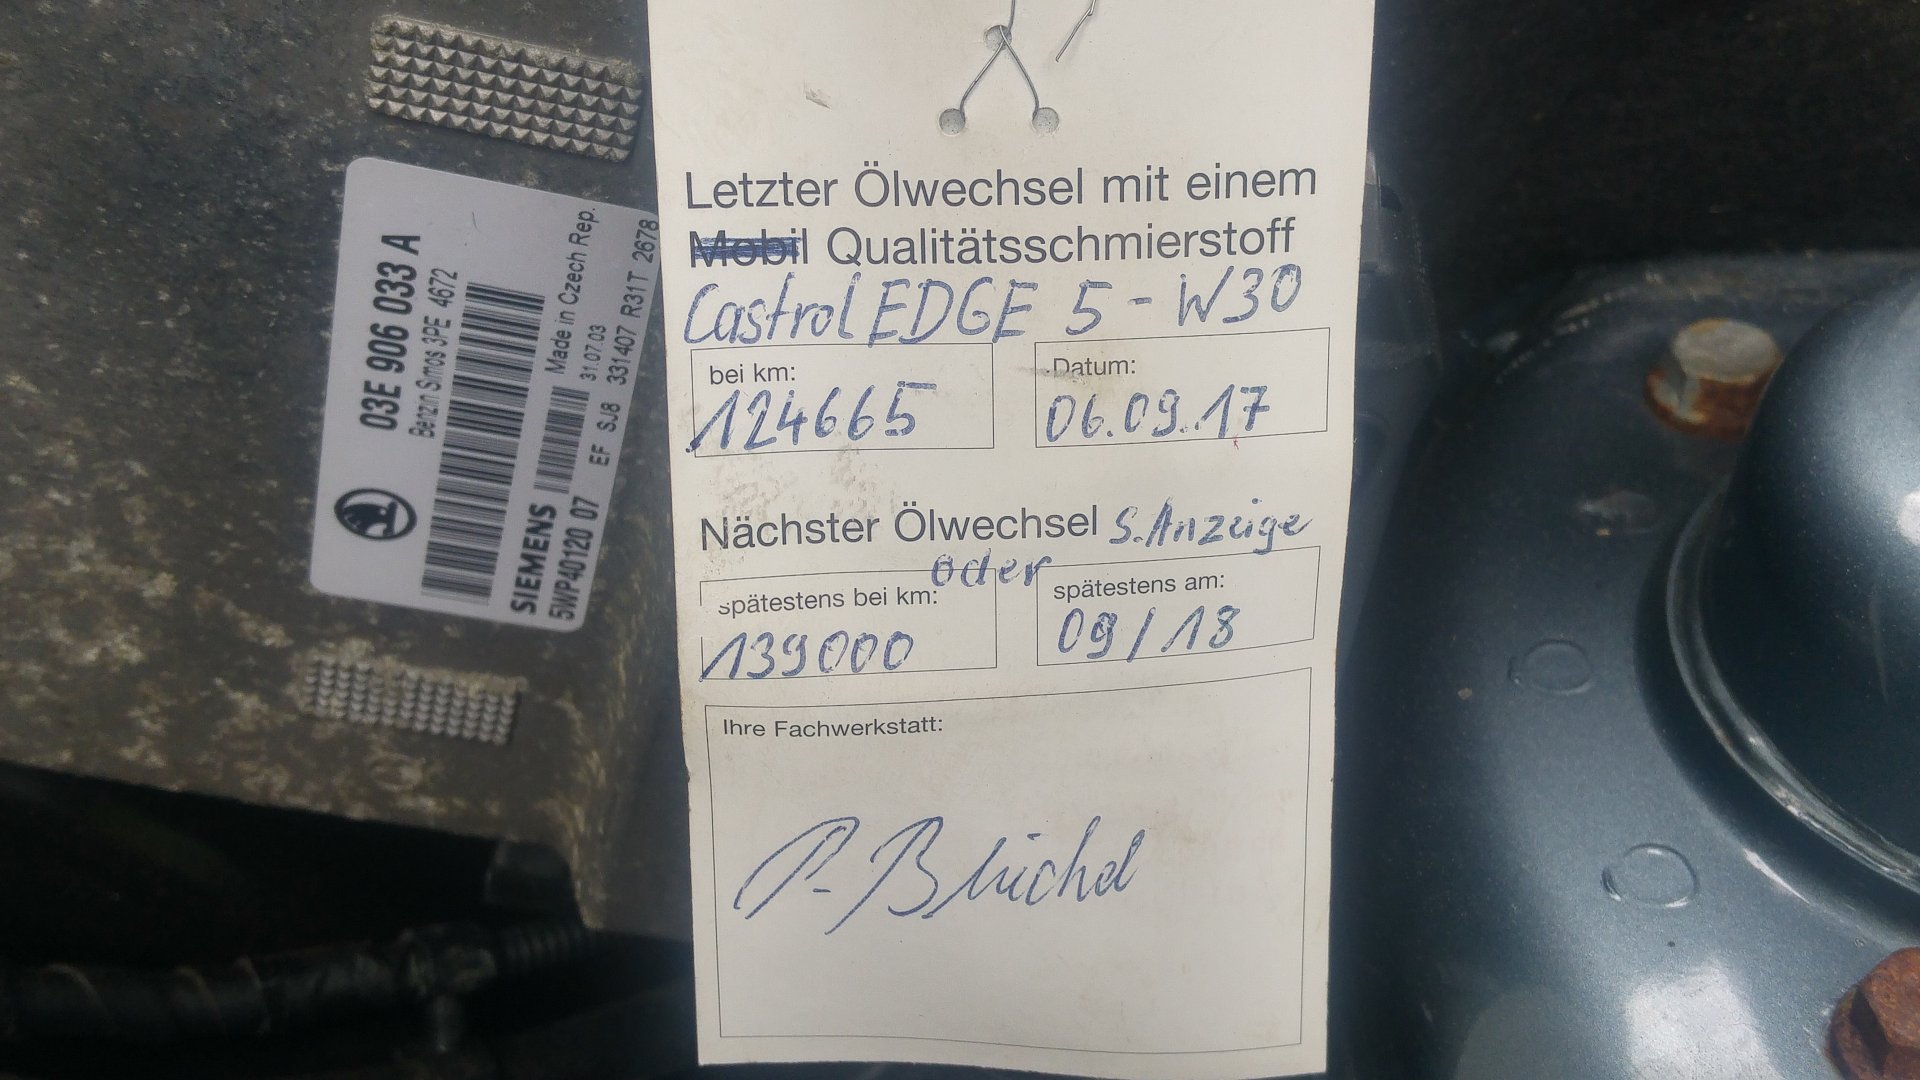 03E 906 033 A
Benzin Simos 3PE 4672
Made in Czech Rep.
SIEMENS
31.07.03
5WP40120 07
EF SJ8 331407 R31T 2678
Letzter Ölwechsel mit einem
Mobil Qualitätsschmierstoff
Castrol EDGE 5-W30
bei km:
124665
Datum:
06.09.17
Nächster Ölwechsel S. Anzeige
oder
spätestens bei km:
139000
spätestens am:
09/18
Ihre Fachwerkstatt:
P. Blüchel